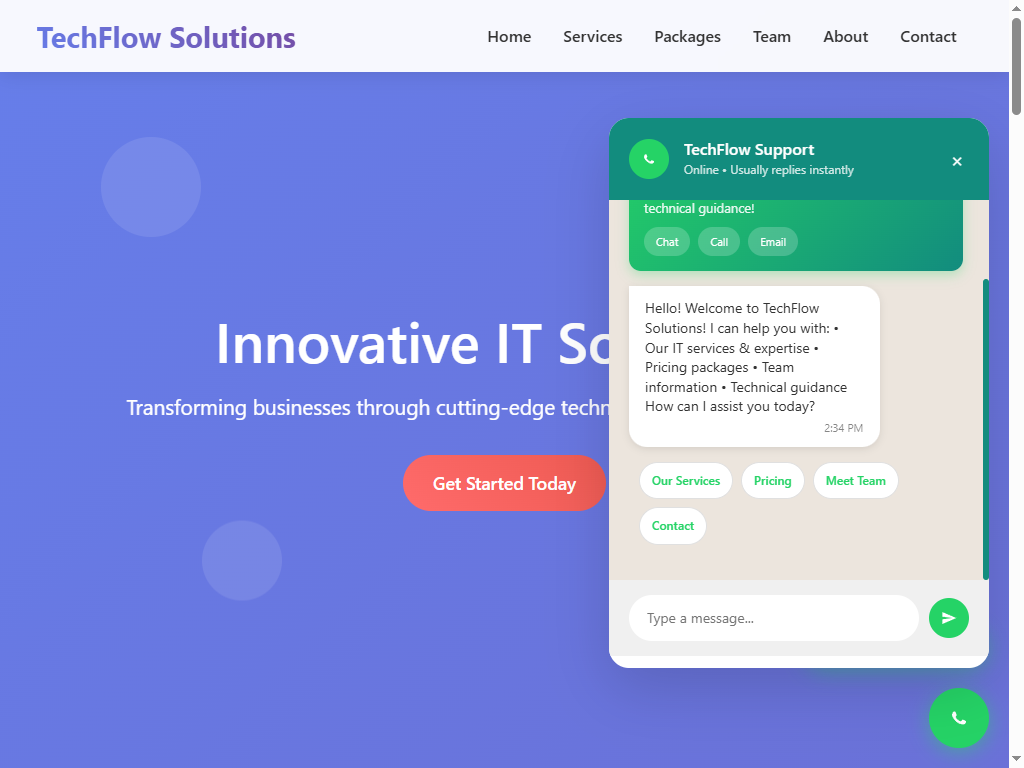 TechFlow Solutions
Home
Services
Packages
Team
About
Contact
Innovative IT So
Transforming businesses through cutting-edge techn
Get Started Today
TechFlow Support
Online • Usually replies instantly
×
technical guidance!
Chat
Call
Email
Hello! Welcome to TechFlow
Solutions! I can help you with: •
Our IT services & expertise •
Pricing packages • Team
information • Technical guidance
How can I assist you today?
2:34 PM
Our Services
Pricing
Meet Team
Contact
Type a message...